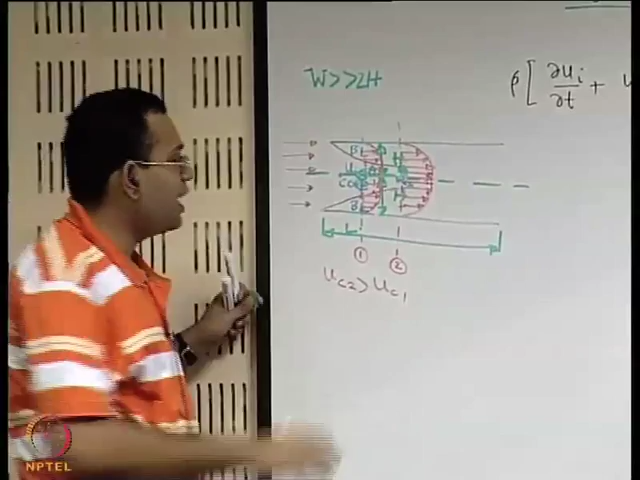 W>>2H
ρ[ ∂uᵢ/∂t + u
L
① ②
u_c2 > u_c1
NPTEL